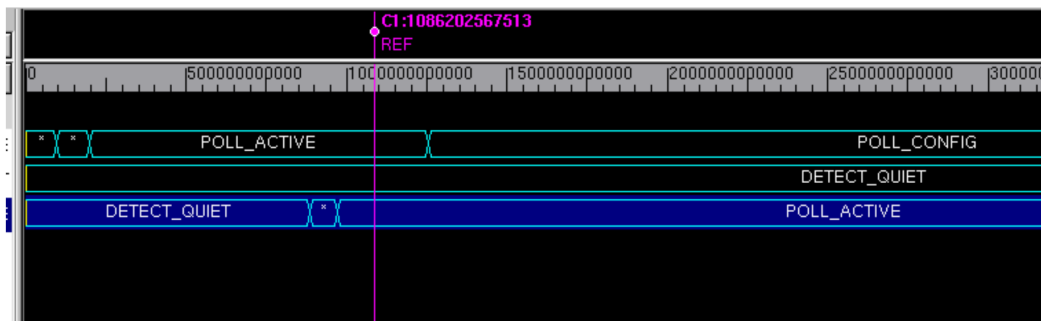 C1:1086202567513
REF
0 500000000000 1000000000000 1500000000000 2000000000000 2500000000000 300000
* * POLL_ACTIVE POLL_CONFIG
DETECT_QUIET
DETECT_QUIET * POLL_ACTIVE